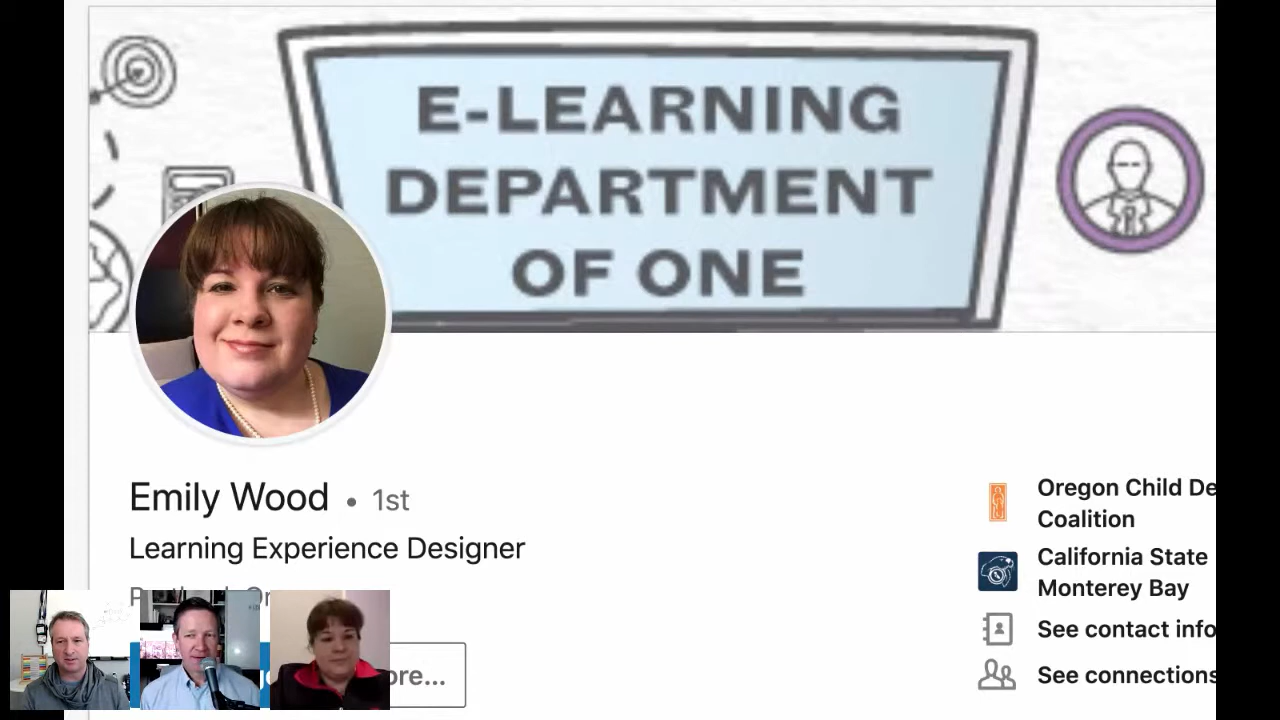 E-LEARNING
DEPARTMENT
OF ONE
Emily Wood • 1st
Learning Experience Designer
Oregon Child De
Coalition
California State
Monterey Bay
See contact info
See connections
ore...